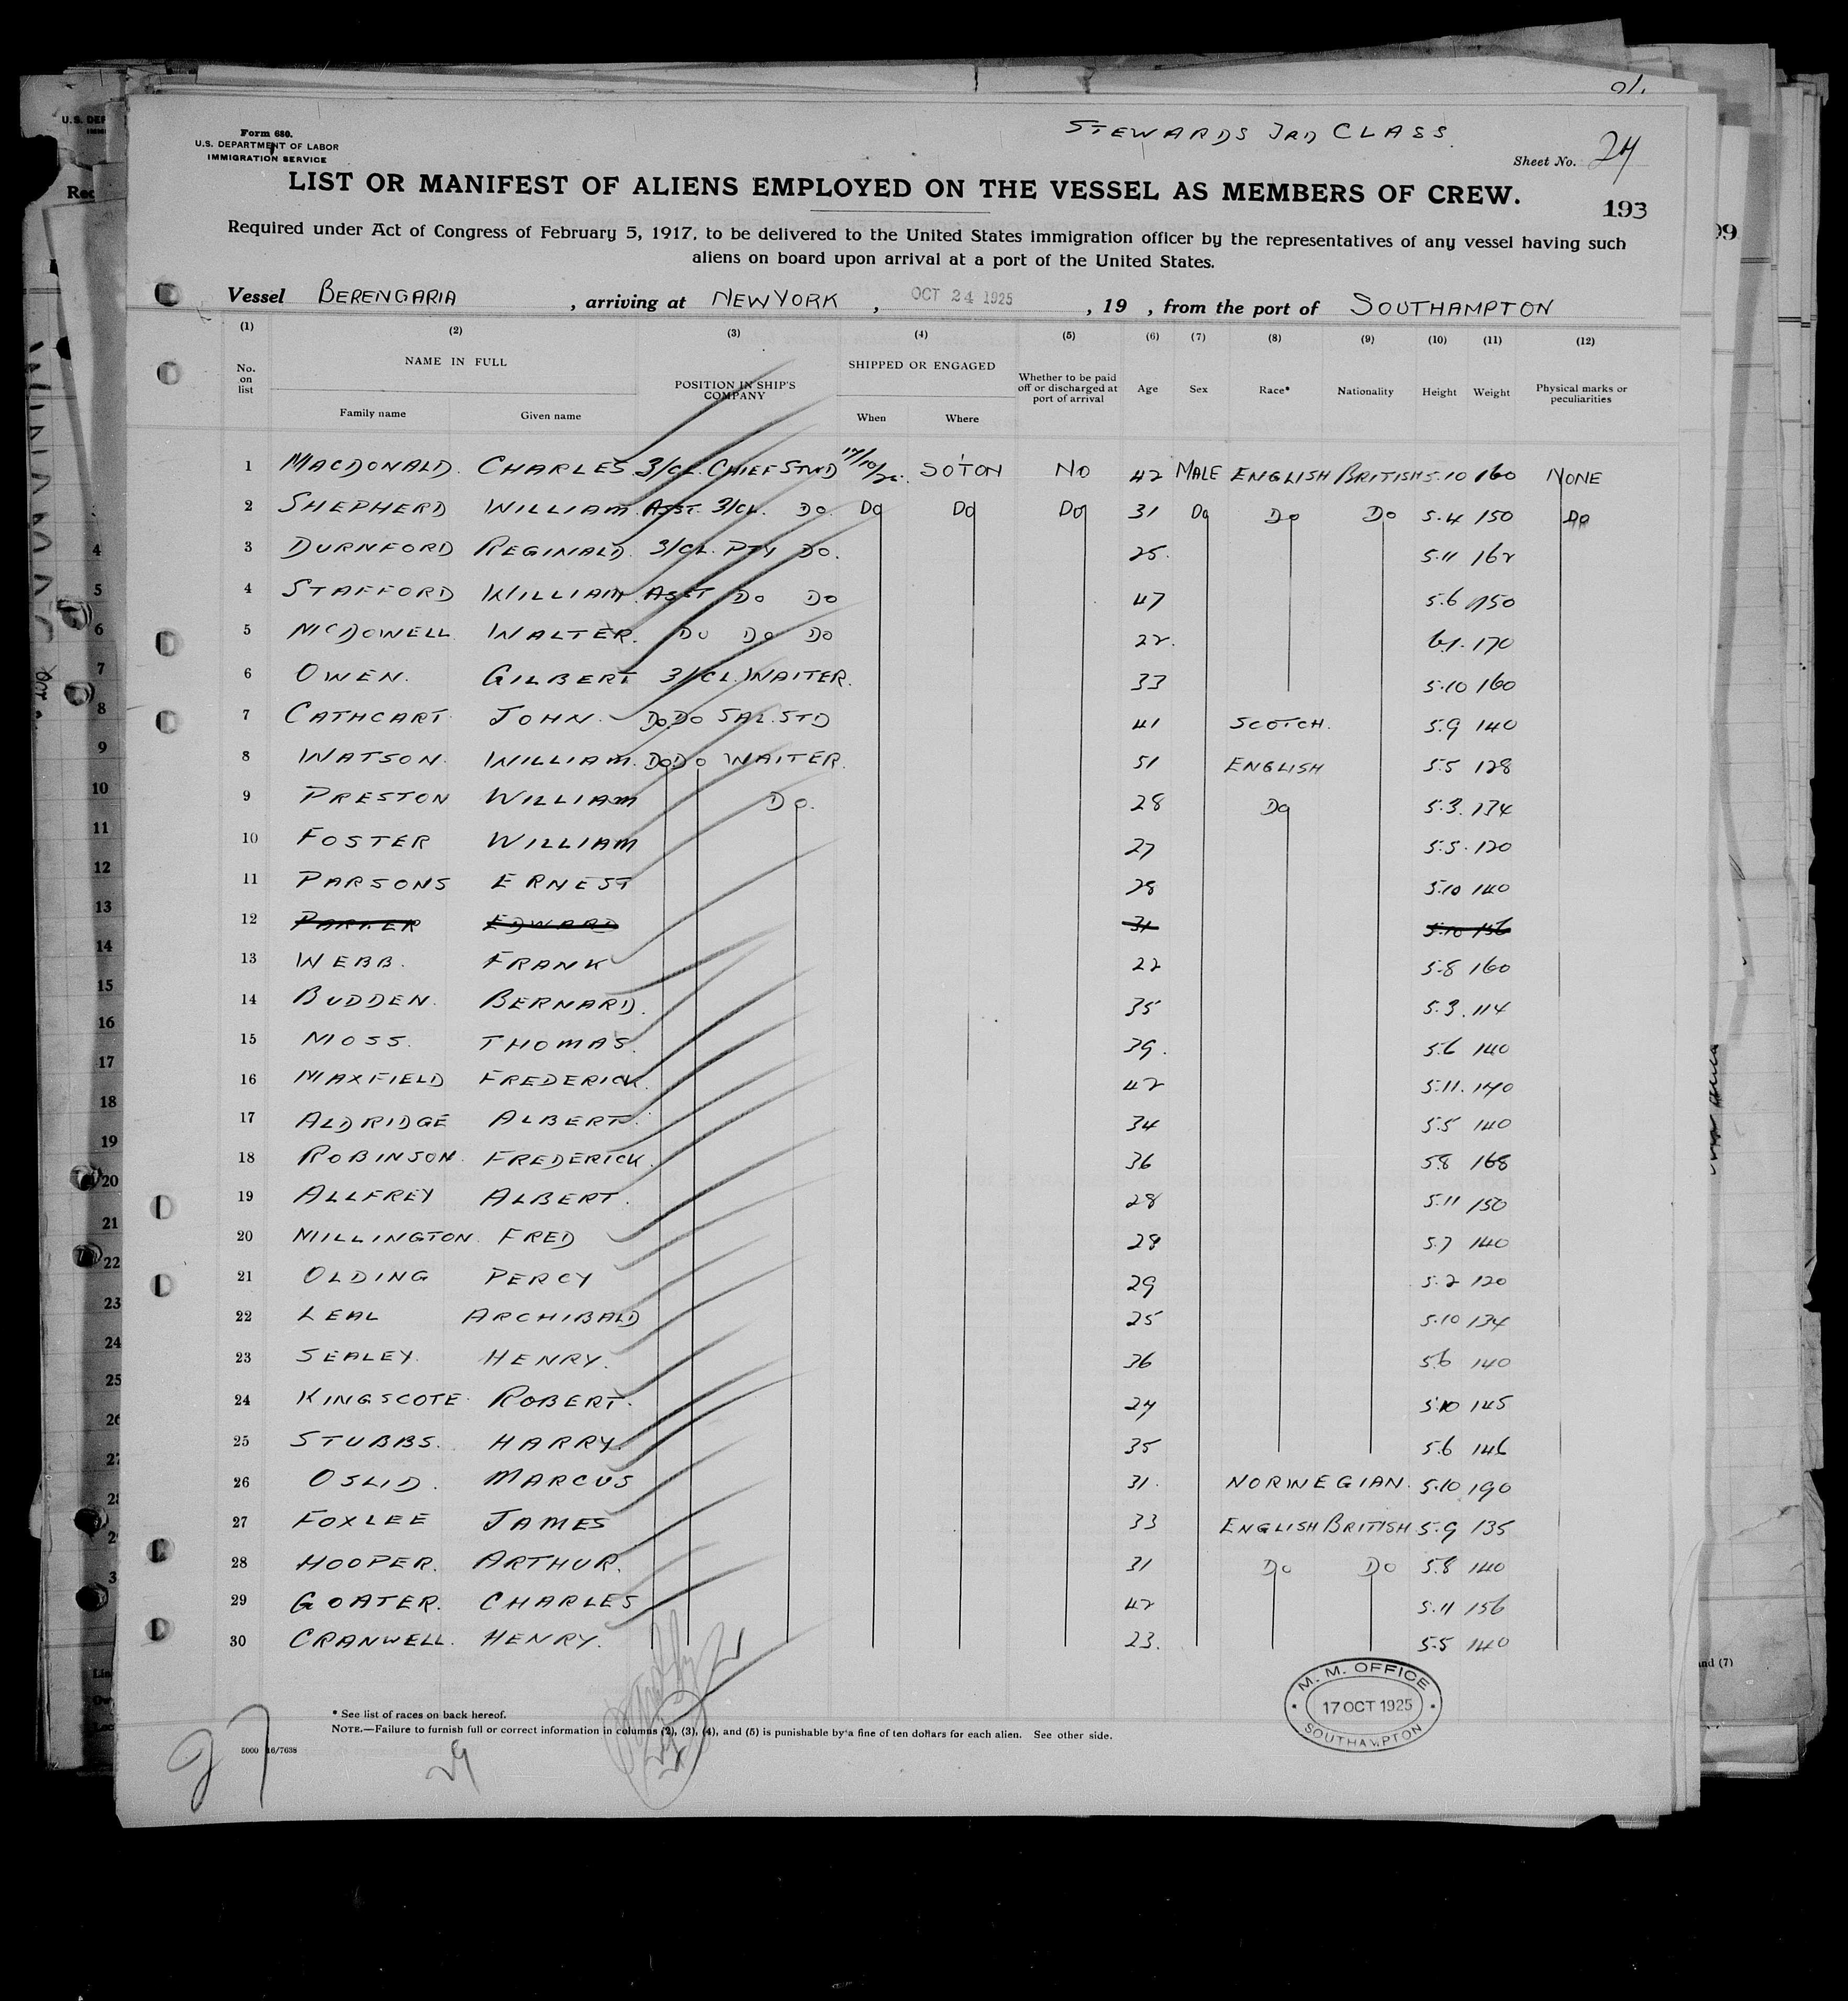 STEWARDS 3RD CLASS.
Form 680.
U.S. DEPARTMENT OF LABOR
IMMIGRATION SERVICE
Sheet No. 24
LIST OR MANIFEST OF ALIENS EMPLOYED ON THE VESSEL AS MEMBERS OF CREW.
193
Required under Act of Congress of February 5, 1917, to be delivered to the United States immigration officer by the representatives of any vessel having such
aliens on board upon arrival at a port of the United States.
Vessel BERENGARIA, arriving at NEW YORK, OCT 24 1925, 19 , from the port of SOUTHAMPTON
(1) (2) (3) (4) (5) (6) (7) (8) (9) (10) (11) (12)
No. on list NAME IN FULL Family name Given name POSITION IN SHIP'S COMPANY SHIPPED OR ENGAGED When Where Whether to be paid off or discharged at port of arrival Age Sex Race* Nationality Height Weight Physical marks or peculiarities
1 MACDONALD. CHARLES 3/CL. CHIEF STWD 17/10/25. SO'TON NO 42 MALE ENGLISH BRITISH 5.10 160 NONE
2 SHEPHERD WILLIAM. ASST. 3/CL. DO. DO DO DO 31 DO DO DO 5.4 150 DO
3 DURNFORD REGINALD. 3/CL. PTY DO. 25. 5.11 162
4 STAFFORD WILLIAM. ASST DO DO 47 5.6 150
5 MCDOWELL WALTER. DO DO DO 22. 6.1. 170
6 OWEN. GILBERT 3/CL. WAITER. 33 5.10 160
7 CATHCART JOHN. DO. DO SAL. STD 41 SCOTCH. 5.9 140
8 WATSON. WILLIAM. DO. DO WAITER. 51 ENGLISH 5.5 128
9 PRESTON WILLIAM DO. 28 DO 5.3. 134
10 FOSTER WILLIAM 27 5.5. 120
11 PARSONS ERNEST 28 5.10 140
12 PARKER EDWARD 31 5.10 156
13 WEBB. FRANK 22 5.8 160
14 BUDDEN. BERNARD. 35 5.3. 114
15 MOSS. THOMAS. 39. 5.6 140
16 MAXFIELD FREDERICK. 42 5.11. 140
17 ALDRIDGE ALBERT. 34 5.5 140
18 ROBINSON. FREDERICK. 36 5.8 168
19 ALLFREY ALBERT. 28 5.11 150
20 MILLINGTON. FRED 28 5.7 140
21 OLDING PERCY 29 5.2 120
22 LEAL ARCHIBALD 25 5.10 134
23 SEALEY. HENRY. 36 5.6 140
24 KINGSCOTE. ROBERT. 24 5.10 145
25 STUBBS. HARRY. 35 5.6 146
26 OSLID. MARCUS 31. NORWEGIAN. 5.10 190
27 FOXLEE JAMES 33 ENGLISH BRITISH 5.9 135
28 HOOPER. ARTHUR. 31 DO DO 5.8 140
29 GOATER. CHARLES 42 5.11 156
30 CRANWELL. HENRY. 23. 5.5 140
M. M. OFFICE
17 OCT 1925
SOUTHAMPTON
* See list of races on back hereof.
NOTE.—Failure to furnish full or correct information in columns (2), (3), (4), and (5) is punishable by a fine of ten dollars for each alien. See other side.
5000 16/7638
27
29